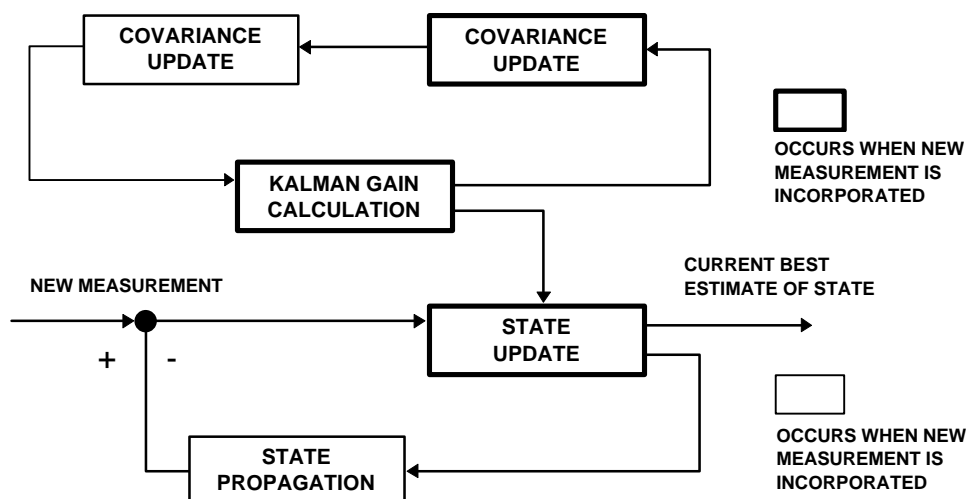 COVARIANCE
UPDATE
COVARIANCE
UPDATE
OCCURS WHEN NEW
MEASUREMENT IS
INCORPORATED
KALMAN GAIN
CALCULATION
NEW MEASUREMENT
CURRENT BEST
ESTIMATE OF STATE
STATE
UPDATE
+ -
STATE
PROPAGATION
OCCURS WHEN NEW
MEASUREMENT IS
INCORPORATED